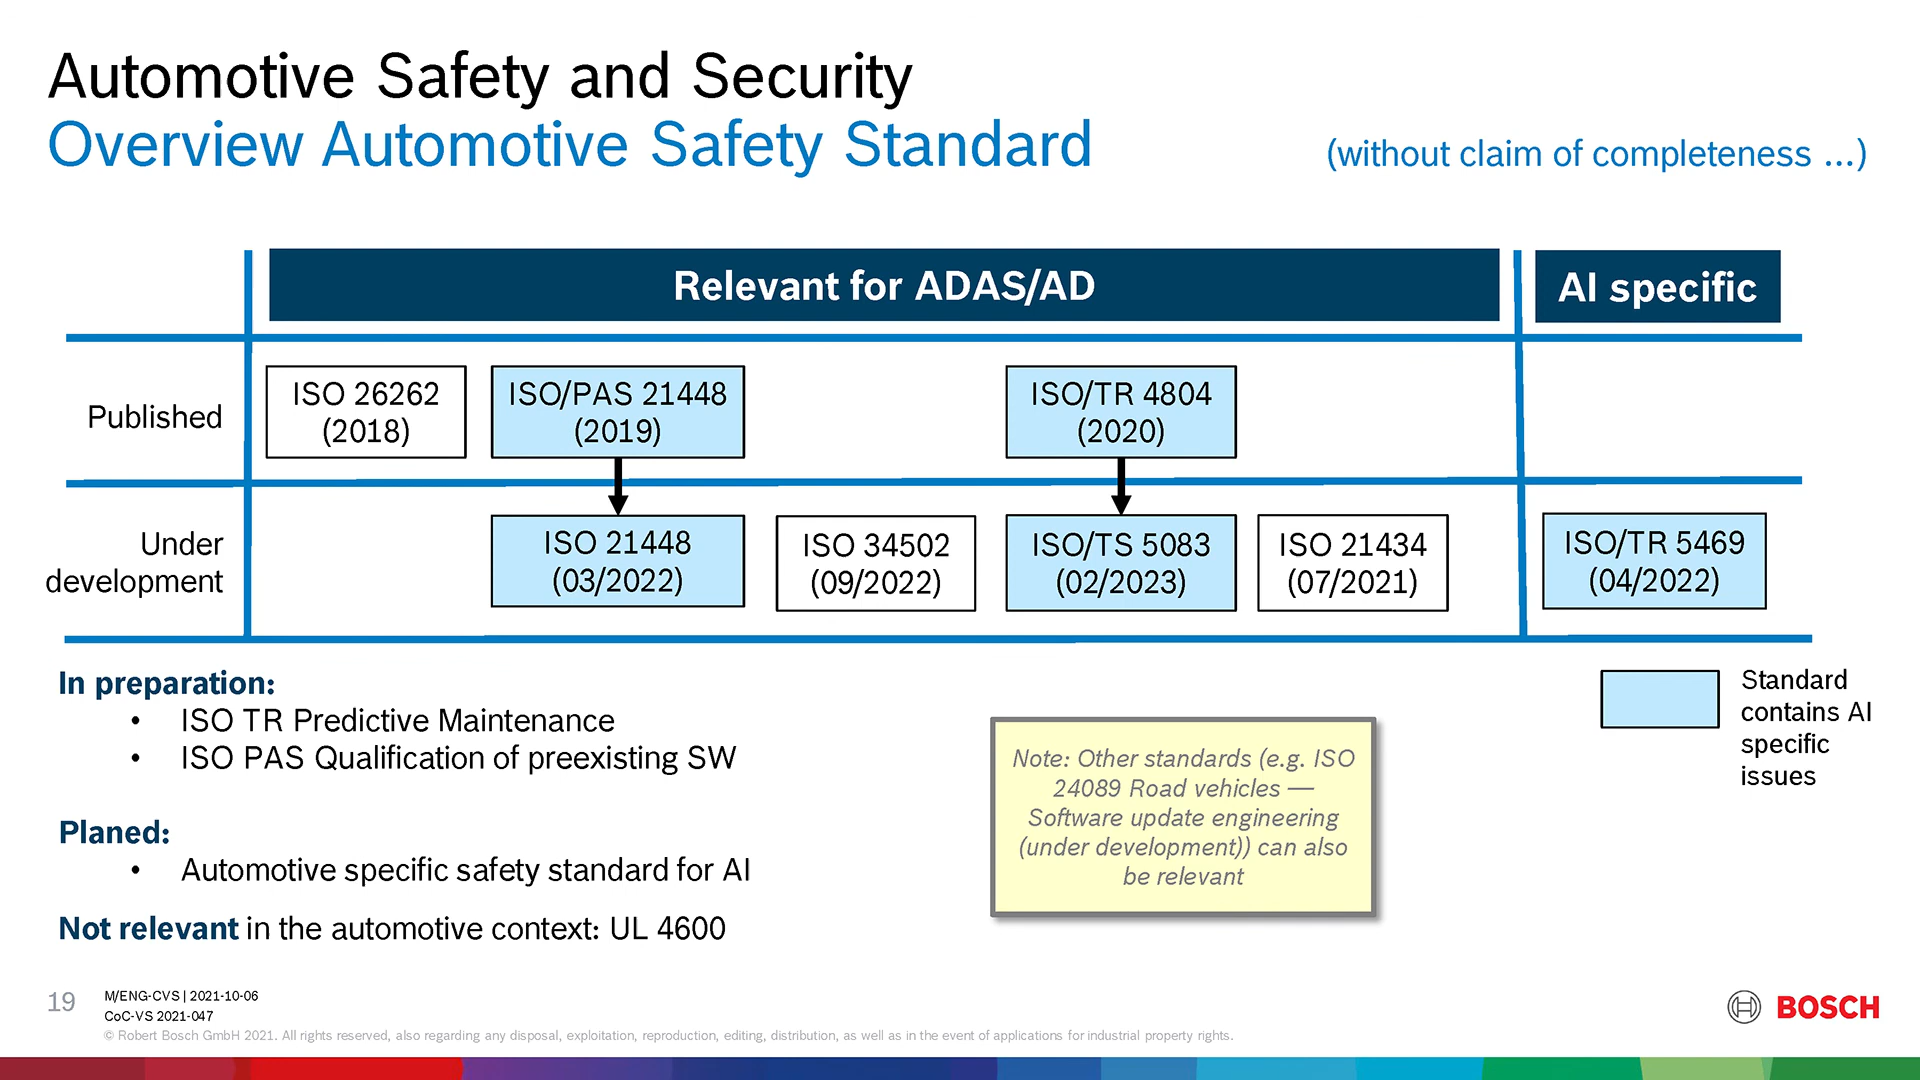 Automotive Safety and Security
Overview Automotive Safety Standard
(without claim of completeness ...)
Relevant for ADAS/AD
AI specific
Published
ISO 26262
(2018)
ISO/PAS 21448
(2019)
ISO/TR 4804
(2020)
Under
development
ISO 21448
(03/2022)
ISO 34502
(09/2022)
ISO/TS 5083
(02/2023)
ISO 21434
(07/2021)
ISO/TR 5469
(04/2022)
In preparation:
• ISO TR Predictive Maintenance
• ISO PAS Qualification of preexisting SW
Planed:
• Automotive specific safety standard for AI
Not relevant in the automotive context: UL 4600
Note: Other standards (e.g. ISO
24089 Road vehicles —
Software update engineering
(under development)) can also
be relevant
Standard
contains AI
specific
issues
19
M/ENG-CVS | 2021-10-06
CoC-VS 2021-047
© Robert Bosch GmbH 2021. All rights reserved, also regarding any disposal, exploitation, reproduction, editing, distribution, as well as in the event of applications for industrial property rights.
BOSCH